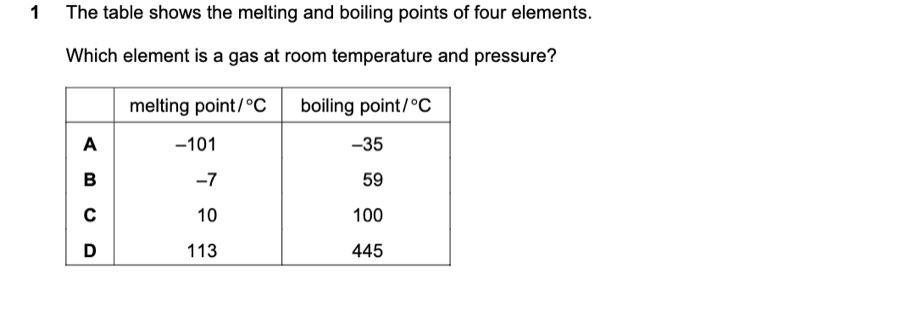 1 The table shows the melting and boiling points of four elements.
Which element is a gas at room temperature and pressure?
melting point/°C boiling point/°C
A –101 –35
B –7 59
C 10 100
D 113 445